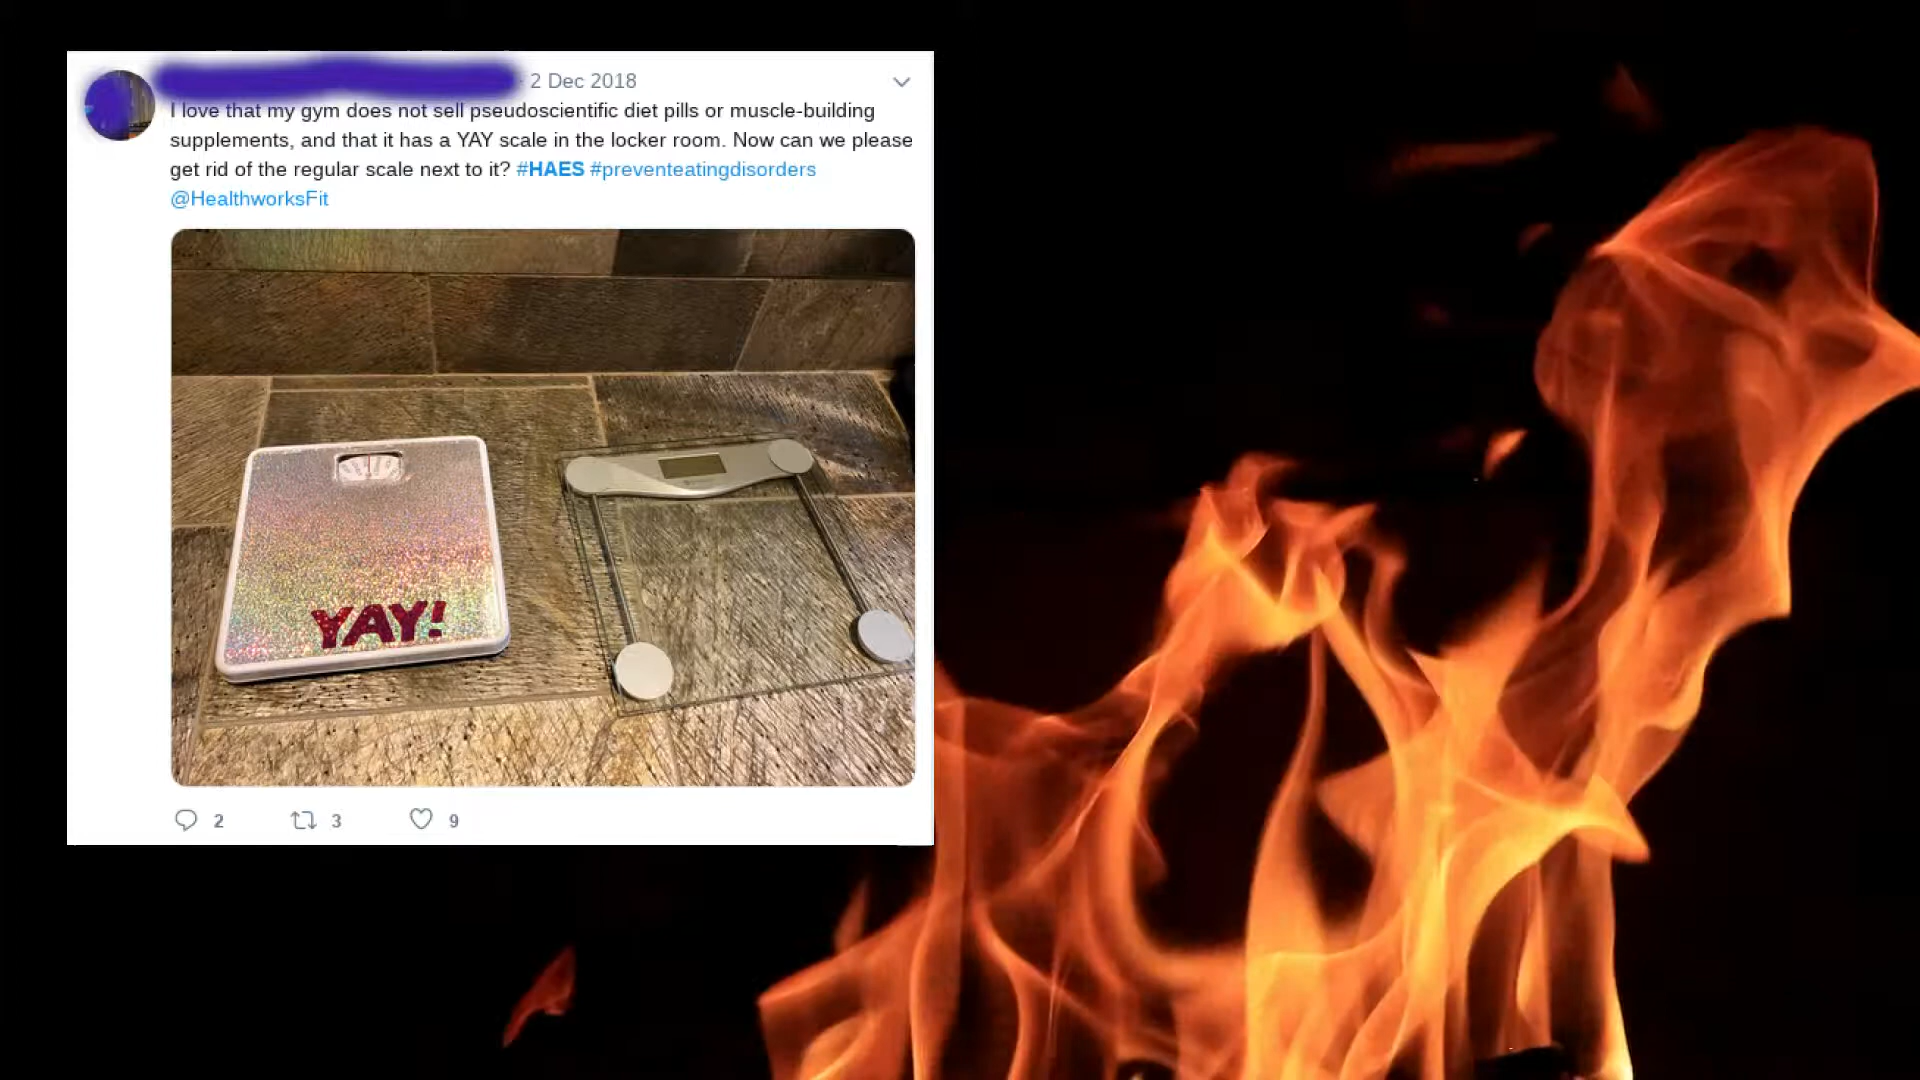 2 Dec 2018
I love that my gym does not sell pseudoscientific diet pills or muscle-building
supplements, and that it has a YAY scale in the locker room. Now can we please
get rid of the regular scale next to it? #HAES #preventeatingdisorders
@HealthworksFit
YAY!
2 3 9